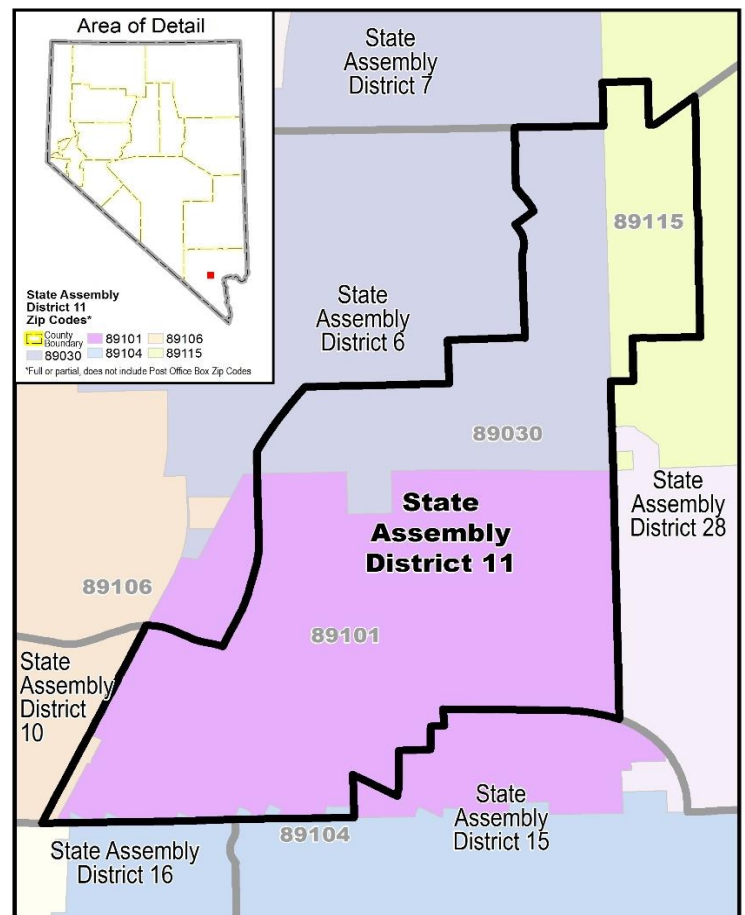 Area of Detail
State Assembly
District 11
Zip Codes*
County
Boundary
89101
89106
89030
89104
89115
*Full or partial, does not include Post Office Box Zip Codes
State
Assembly
District 7
89115
State
Assembly
District 6
89030
State
Assembly
District 11
State
Assembly
District 28
89106
89101
State
Assembly
District
10
State
Assembly
District 15
89104
State Assembly
District 16